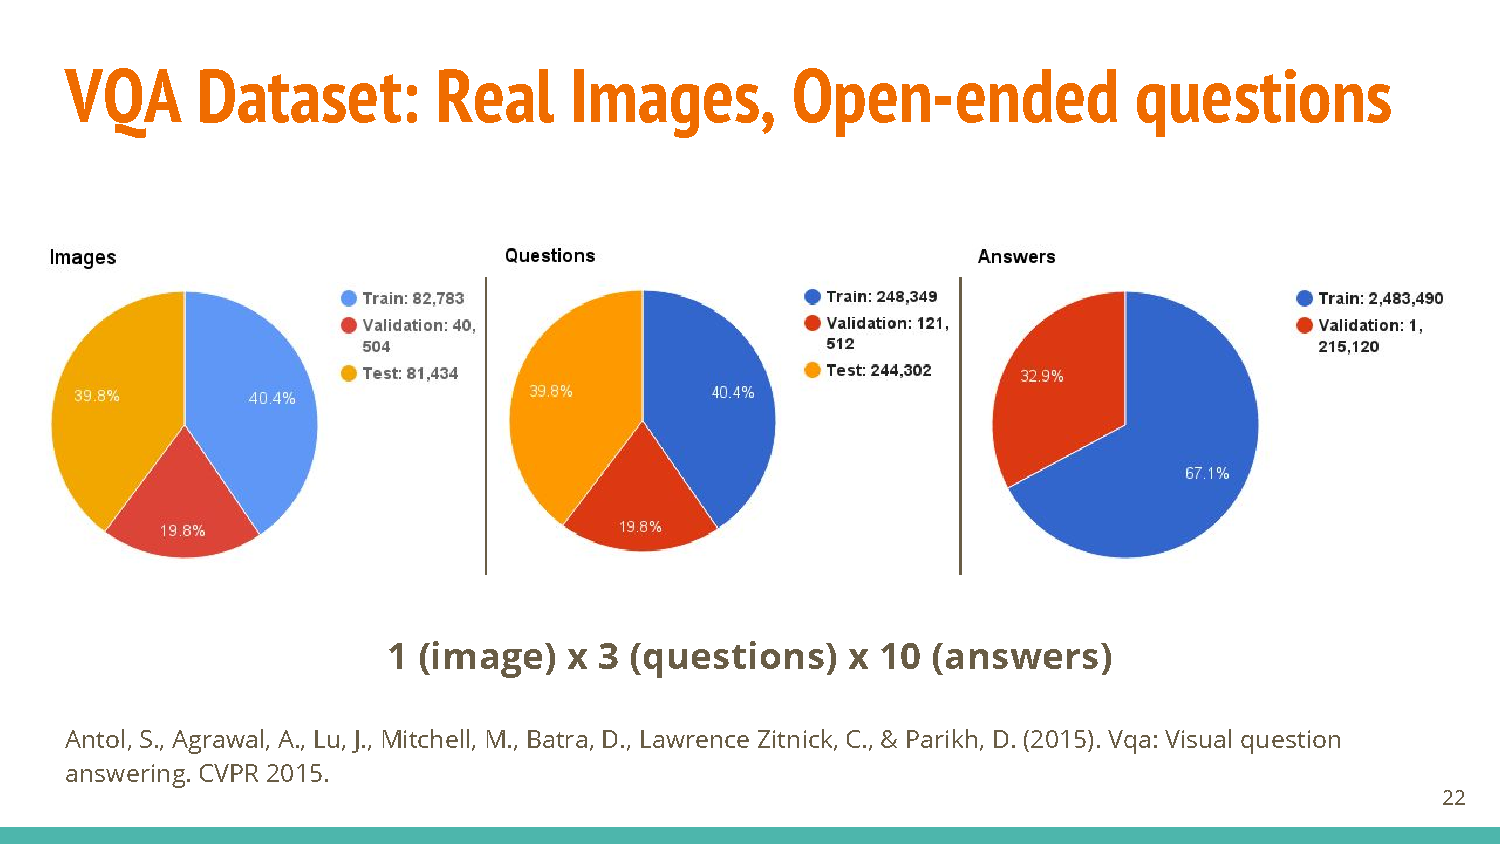 VQA Dataset: Real Images, Open-ended questions
Images
Train: 82,783
Validation: 40,
504
Test: 81,434
39.8%
40.4%
19.8%
Questions
Train: 248,349
Validation: 121,
512
Test: 244,302
39.8%
40.4%
19.8%
Answers
Train: 2,483,490
Validation: 1,
215,120
32.9%
67.1%
1 (image) x 3 (questions) x 10 (answers)
Antol, S., Agrawal, A., Lu, J., Mitchell, M., Batra, D., Lawrence Zitnick, C., & Parikh, D. (2015). Vqa: Visual question
answering. CVPR 2015.
22